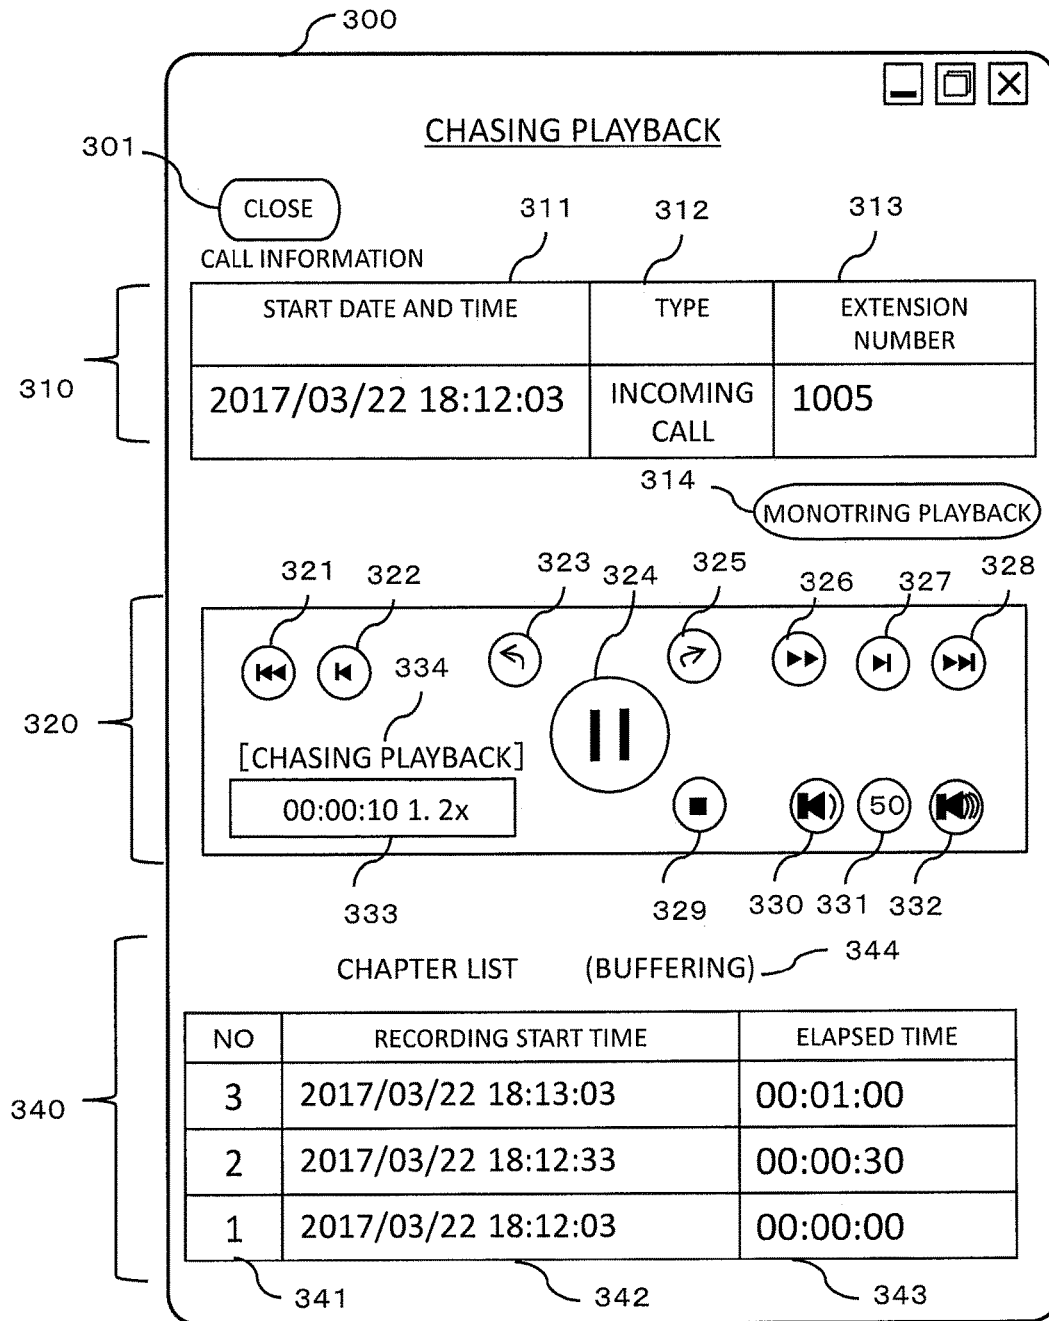 300
CHASING PLAYBACK
301
CLOSE
311 312 313
CALL INFORMATION
START DATE AND TIME TYPE EXTENSION NUMBER
310
2017/03/22 18:12:03 INCOMING CALL 1005
314
MONOTRING PLAYBACK
321 322 323 324 325 326 327 328
334
320
[CHASING PLAYBACK]
00:00:10 1. 2x
50
333 329 330 331 332
CHAPTER LIST (BUFFERING) 344
NO RECORDING START TIME ELAPSED TIME
3 2017/03/22 18:13:03 00:01:00
340
2 2017/03/22 18:12:33 00:00:30
1 2017/03/22 18:12:03 00:00:00
341 342 343